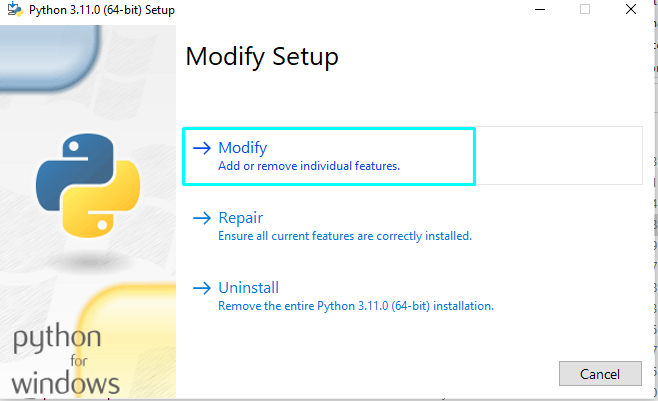 Python 3.11.0 (64-bit) Setup
Modify Setup
Modify
Add or remove individual features.
Repair
Ensure all current features are correctly installed.
Uninstall
Remove the entire Python 3.11.0 (64-bit) installation.
python
for
windows
Cancel